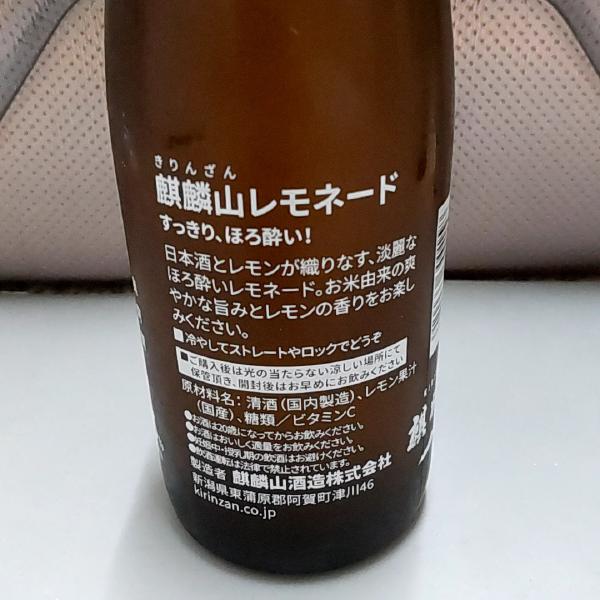 きりんざん
麒麟山レモネード
すっきり、ほろ酔い！
日本酒とレモンが織りなす、淡麗な
ほろ酔いレモネード。お米由来の爽
やかな旨みとレモンの香りをお楽し
みください。
■冷やしてストレートやロックでどうぞ
■ご購入後は光の当たらない涼しい場所にて
保管頂き、開封後はお早めにお飲みください
原材料名：清酒(国内製造)、レモン果汁
(国産)、糖類／ビタミンC
●お酒は20歳になってからお飲みください。
●お酒はおいしく適量をお飲みください。
●妊娠中・授乳期の飲酒はお避けください。
●飲酒運転は法律で禁止されています。
製造者 麒麟山酒造株式会社
新潟県東蒲原郡阿賀町津川46
kirinzan.co.jp
麒